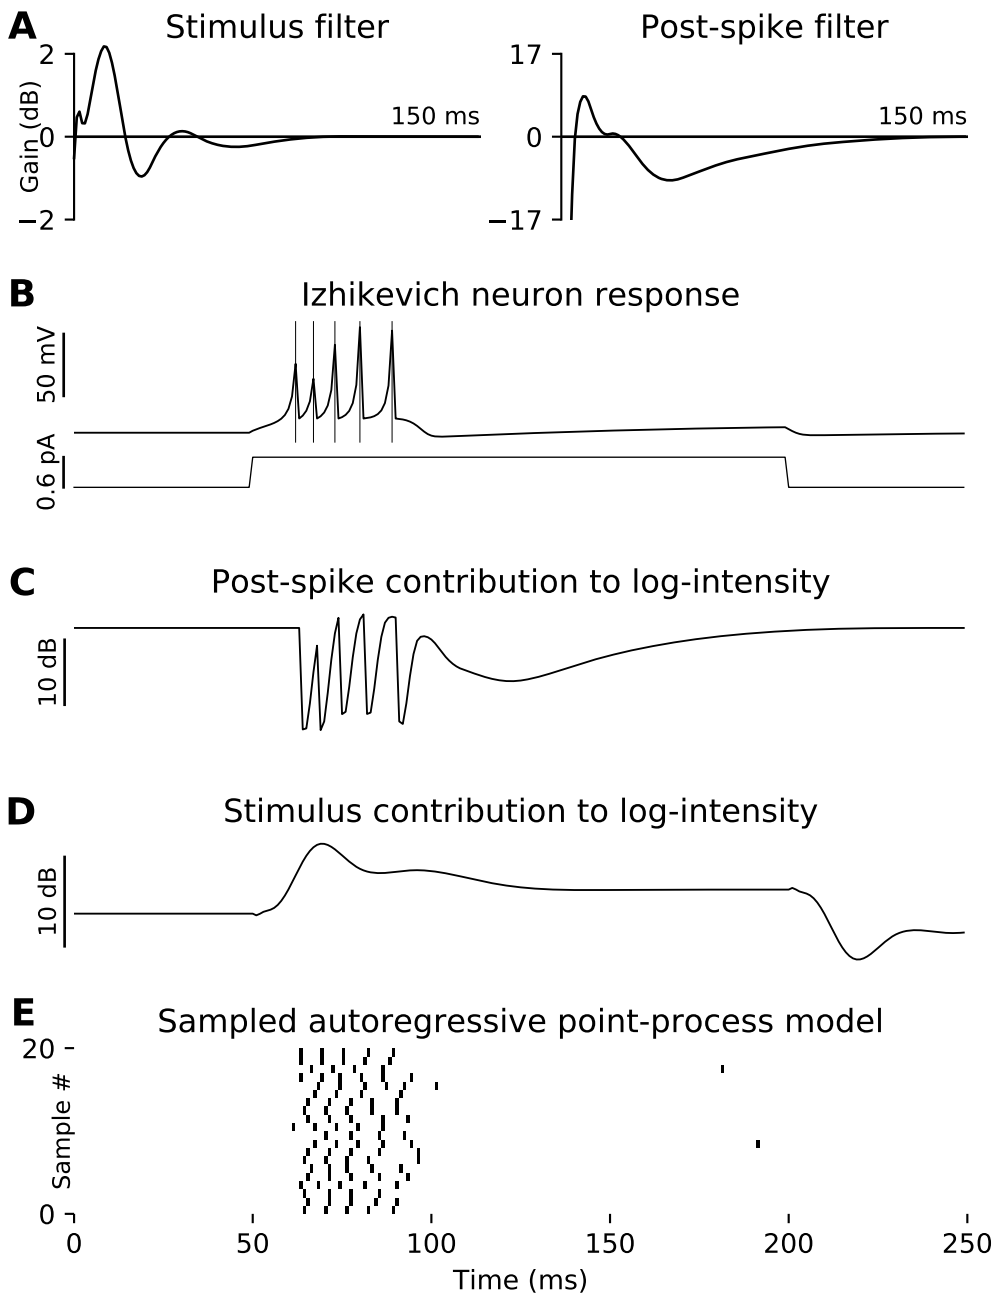 A
Stimulus filter
Post-spike filter
2
0
−2
Gain (dB)
150 ms
17
0
−17
150 ms
B
Izhikevich neuron response
50 mV
0.6 pA
C
Post-spike contribution to log-intensity
10 dB
D
Stimulus contribution to log-intensity
10 dB
E
Sampled autoregressive point-process model
20
0
Sample #
0 50 100 150 200 250
Time (ms)